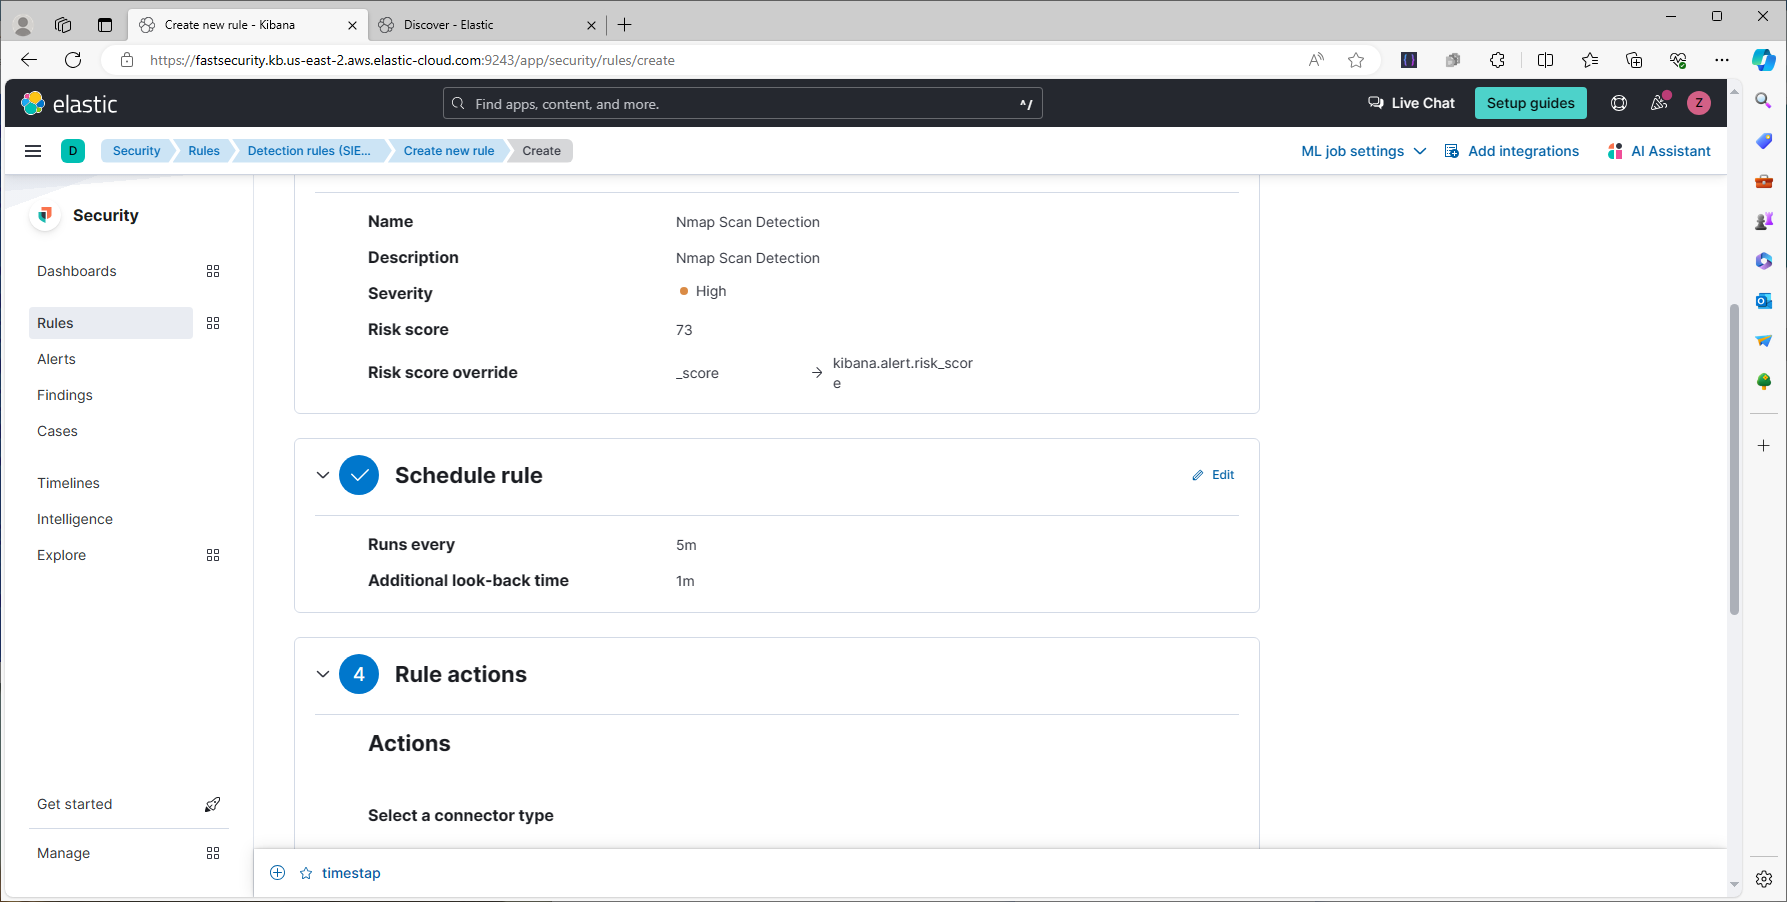 Create new rule - Kibana
Discover - Elastic
https://fastsecurity.kb.us-east-2.aws.elastic-cloud.com:9243/app/security/rules/create
elastic
Find apps, content, and more.
^/
Live Chat
Setup guides
Z
D
Security
Rules
Detection rules (SIE...
Create new rule
Create
ML job settings
Add integrations
AI Assistant
Security
Dashboards
Rules
Alerts
Findings
Cases
Timelines
Intelligence
Explore
Get started
Manage
Name
Nmap Scan Detection
Description
Nmap Scan Detection
Severity
High
Risk score
73
Risk score override
_score
kibana.alert.risk_scor
e
Schedule rule
Edit
Runs every
5m
Additional look-back time
1m
4
Rule actions
Actions
Select a connector type
timestap